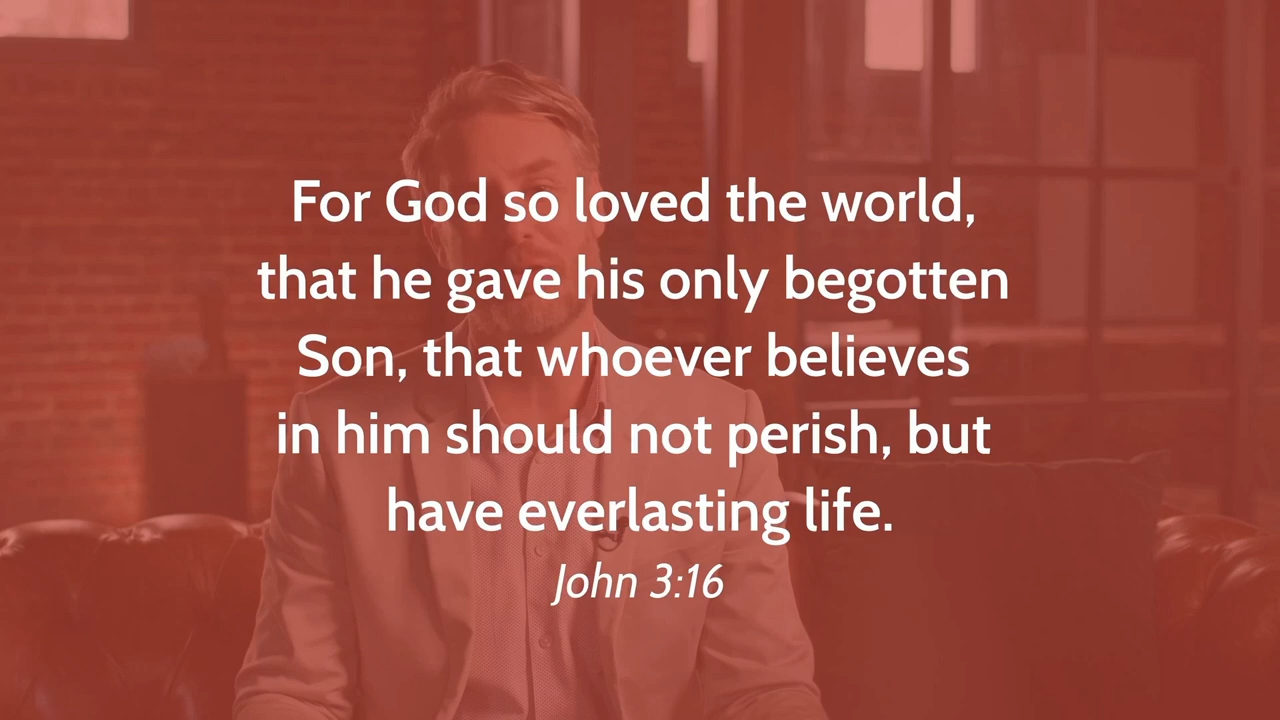 For God so loved the world,
that he gave his only begotten
Son, that whoever believes
in him should not perish, but
have everlasting life.
John 3:16